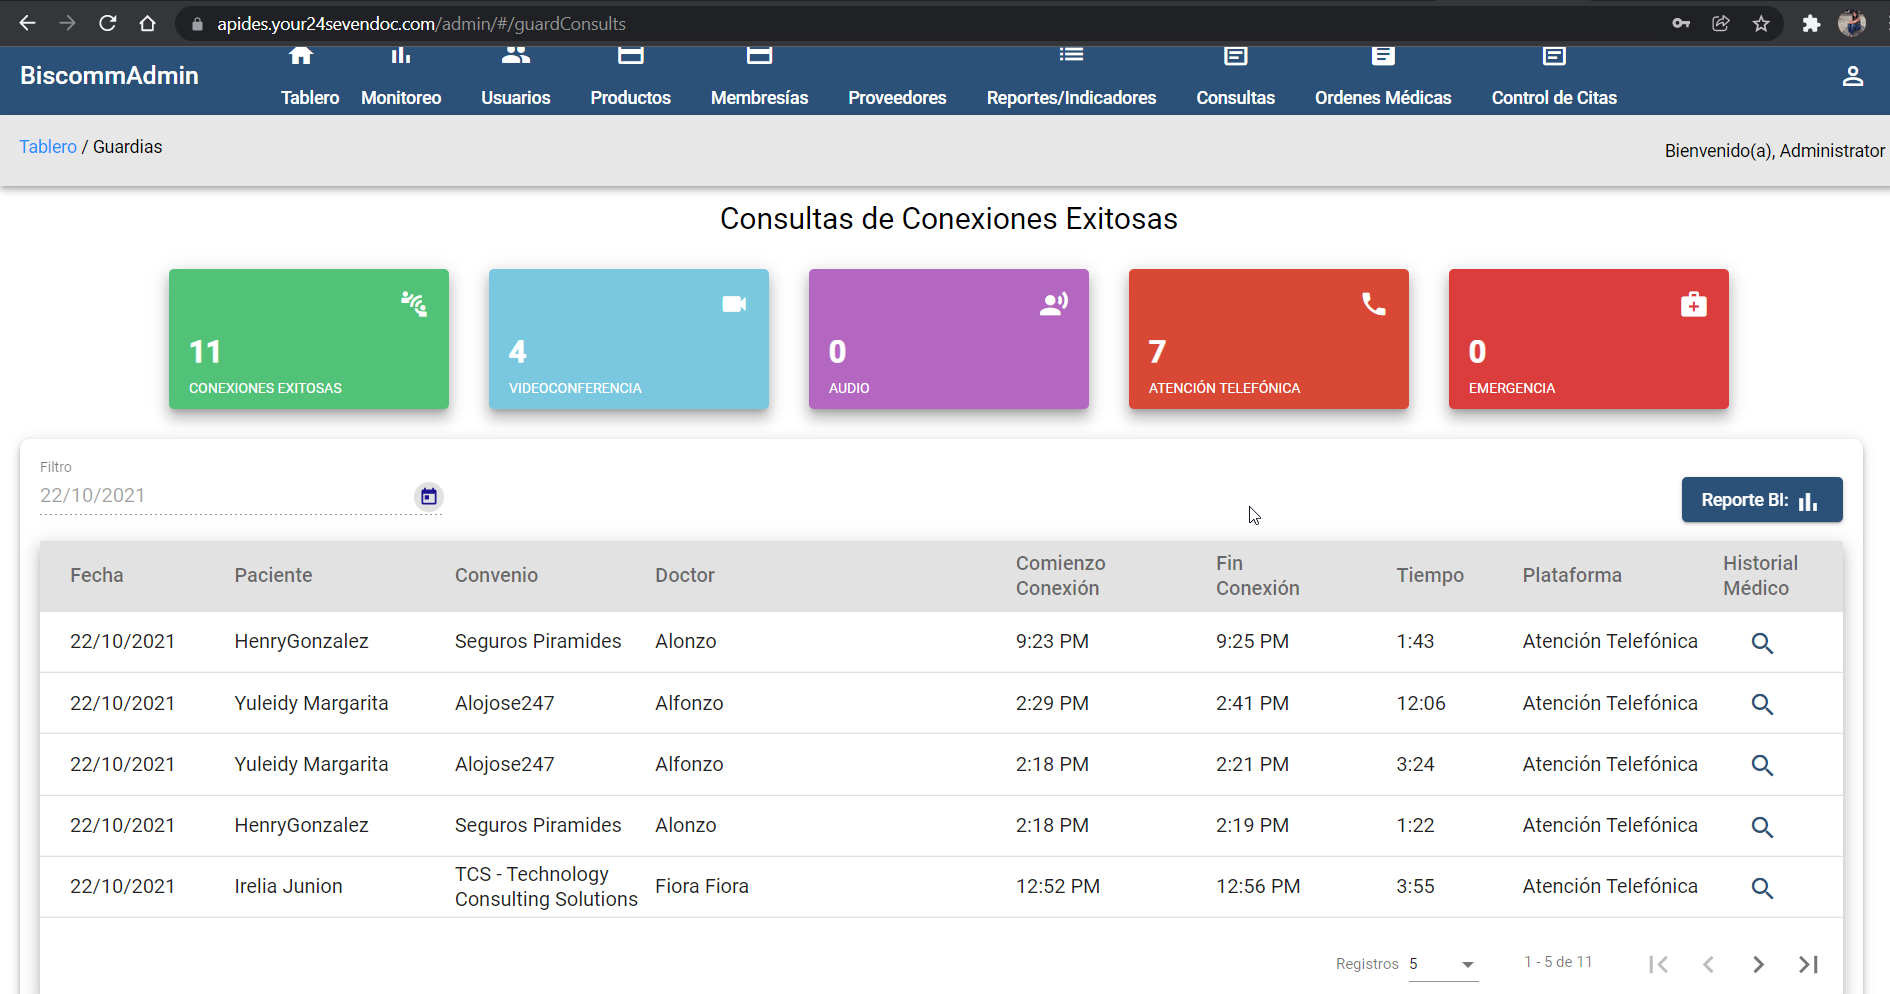 apides.your24sevendoc.com/admin/#/guardConsults
BiscommAdmin
Tablero Monitoreo Usuarios Productos Membresías Proveedores Reportes/Indicadores Consultas Ordenes Médicas Control de Citas
Tablero / Guardias
Bienvenido(a), Administrator
Consultas de Conexiones Exitosas
11
CONEXIONES EXITOSAS
4
VIDEOCONFERENCIA
0
AUDIO
7
ATENCIÓN TELEFÓNICA
0
EMERGENCIA
Filtro
22/10/2021
Reporte BI:
Fecha Paciente Convenio Doctor Comienzo Conexión Fin Conexión Tiempo Plataforma Historial Médico
22/10/2021 HenryGonzalez Seguros Piramides Alonzo 9:23 PM 9:25 PM 1:43 Atención Telefónica
22/10/2021 Yuleidy Margarita Alojose247 Alfonzo 2:29 PM 2:41 PM 12:06 Atención Telefónica
22/10/2021 Yuleidy Margarita Alojose247 Alfonzo 2:18 PM 2:21 PM 3:24 Atención Telefónica
22/10/2021 HenryGonzalez Seguros Piramides Alonzo 2:18 PM 2:19 PM 1:22 Atención Telefónica
22/10/2021 Irelia Junion TCS - Technology Consulting Solutions Fiora Fiora 12:52 PM 12:56 PM 3:55 Atención Telefónica
Registros 5 1 - 5 de 11